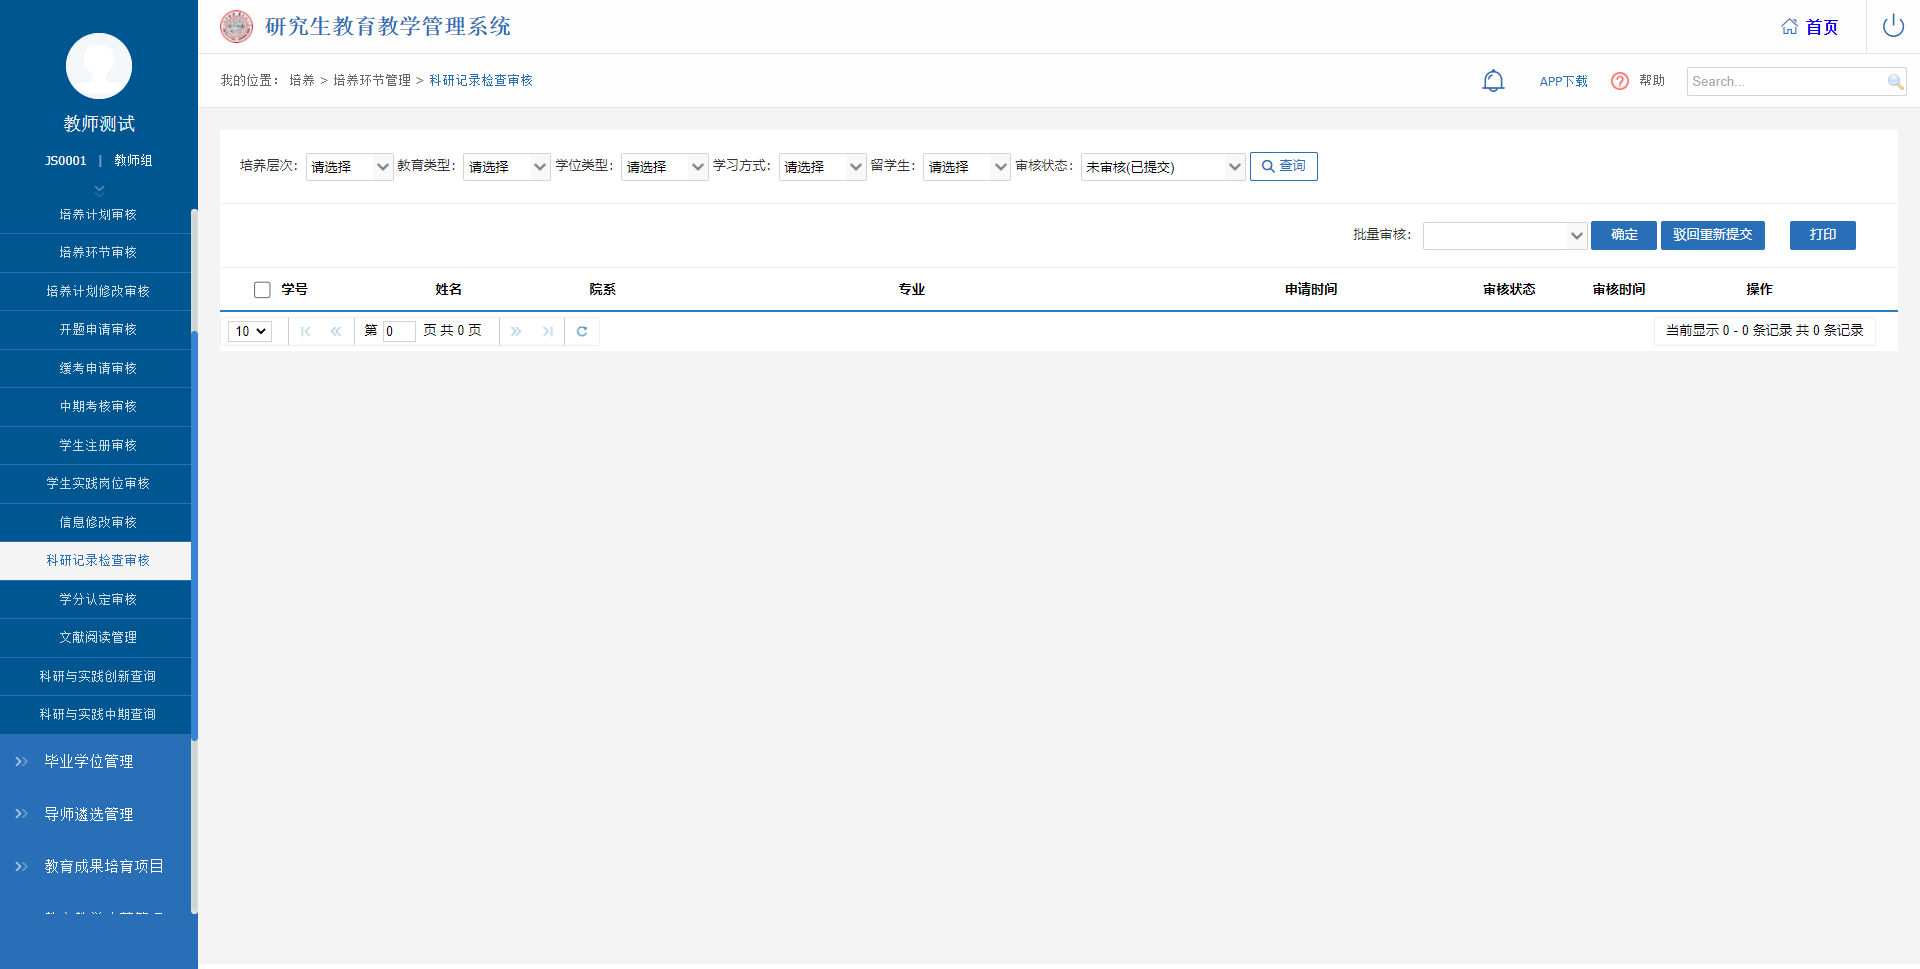 研究生教育教学管理系统
首页
我的位置： 培养 > 培养环节管理 > 科研记录检查审核
APP下载
帮助
Search...
教师测试
JS0001 | 教师组
培养计划审核
培养环节审核
培养计划修改审核
开题申请审核
缓考申请审核
中期考核审核
学生注册审核
学生实践岗位审核
信息修改审核
科研记录检查审核
学分认定审核
文献阅读管理
科研与实践创新查询
科研与实践中期查询
毕业学位管理
导师遴选管理
教育成果培育项目
培养层次： 请选择 教育类型： 请选择 学位类型： 请选择 学习方式： 请选择 留学生： 请选择 审核状态： 未审核(已提交) 查询
批量审核： 确定 驳回重新提交 打印
学号 姓名 院系 专业 申请时间 审核状态 审核时间 操作
10 第 0 页 共 0 页 当前显示 0 - 0 条记录 共 0 条记录